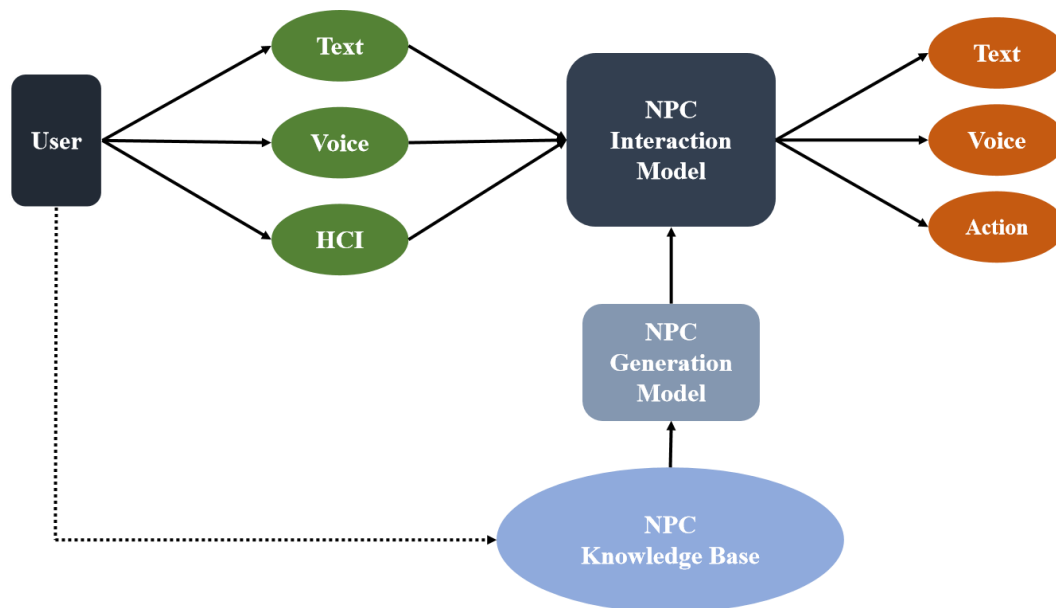 User
Text
Voice
HCI
NPC
Interaction
Model
Text
Voice
Action
NPC
Generation
Model
NPC
Knowledge Base